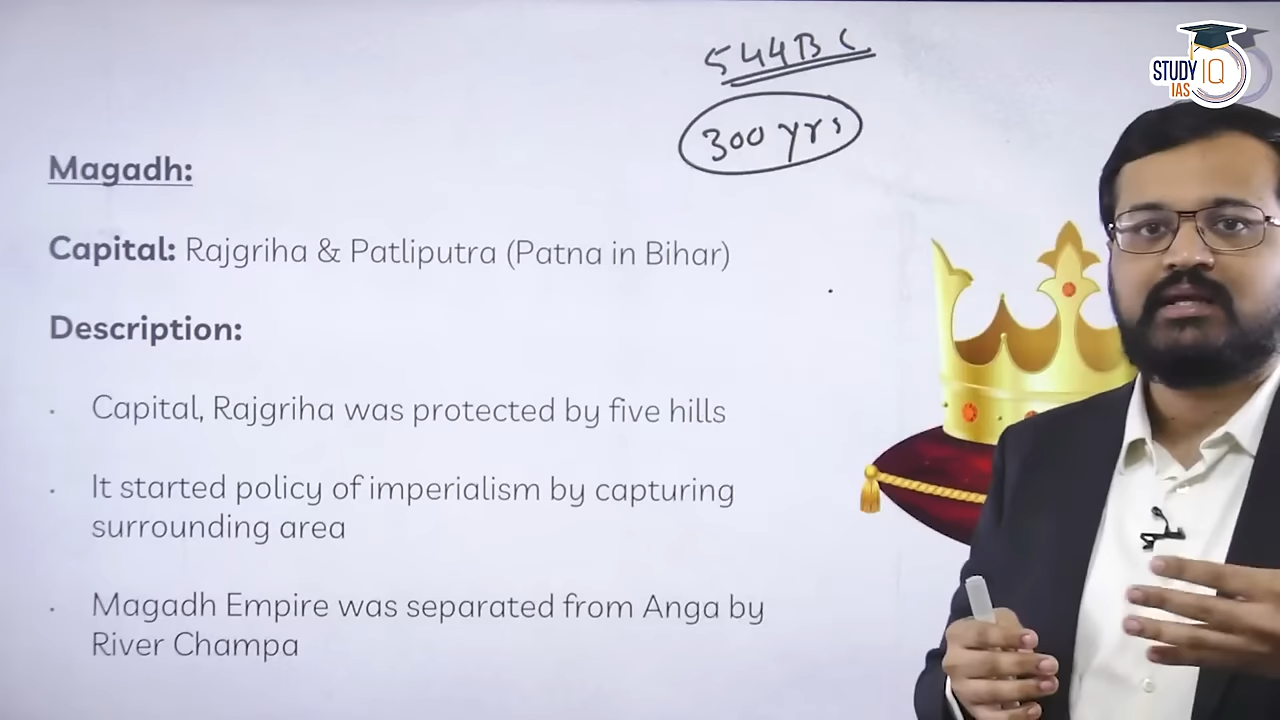 544 B C
300 yrs
STUDY IQ
IAS
Magadh:
Capital: Rajgriha & Patliputra (Patna in Bihar)
Description:
· Capital, Rajgriha was protected by five hills
· It started policy of imperialism by capturing
surrounding area
· Magadh Empire was separated from Anga by
River Champa